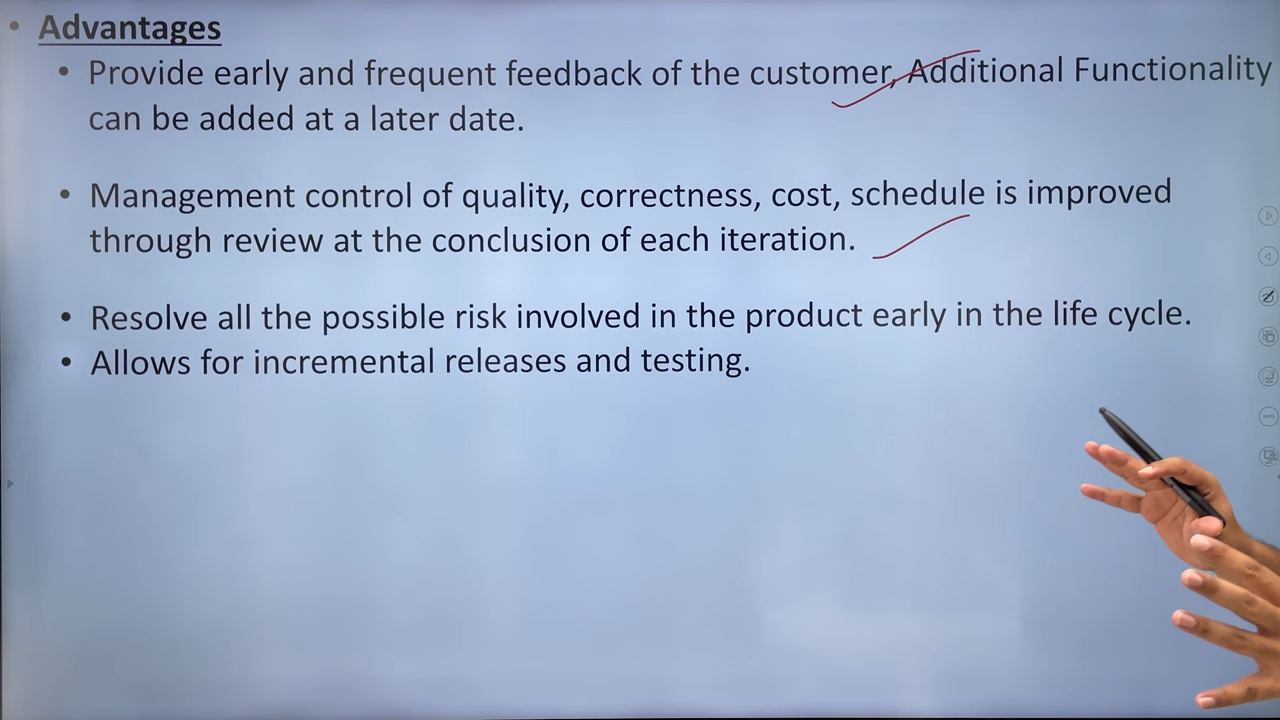 • Advantages
• Provide early and frequent feedback of the customer, Additional Functionality
can be added at a later date.
• Management control of quality, correctness, cost, schedule is improved
through review at the conclusion of each iteration.
• Resolve all the possible risk involved in the product early in the life cycle.
• Allows for incremental releases and testing.